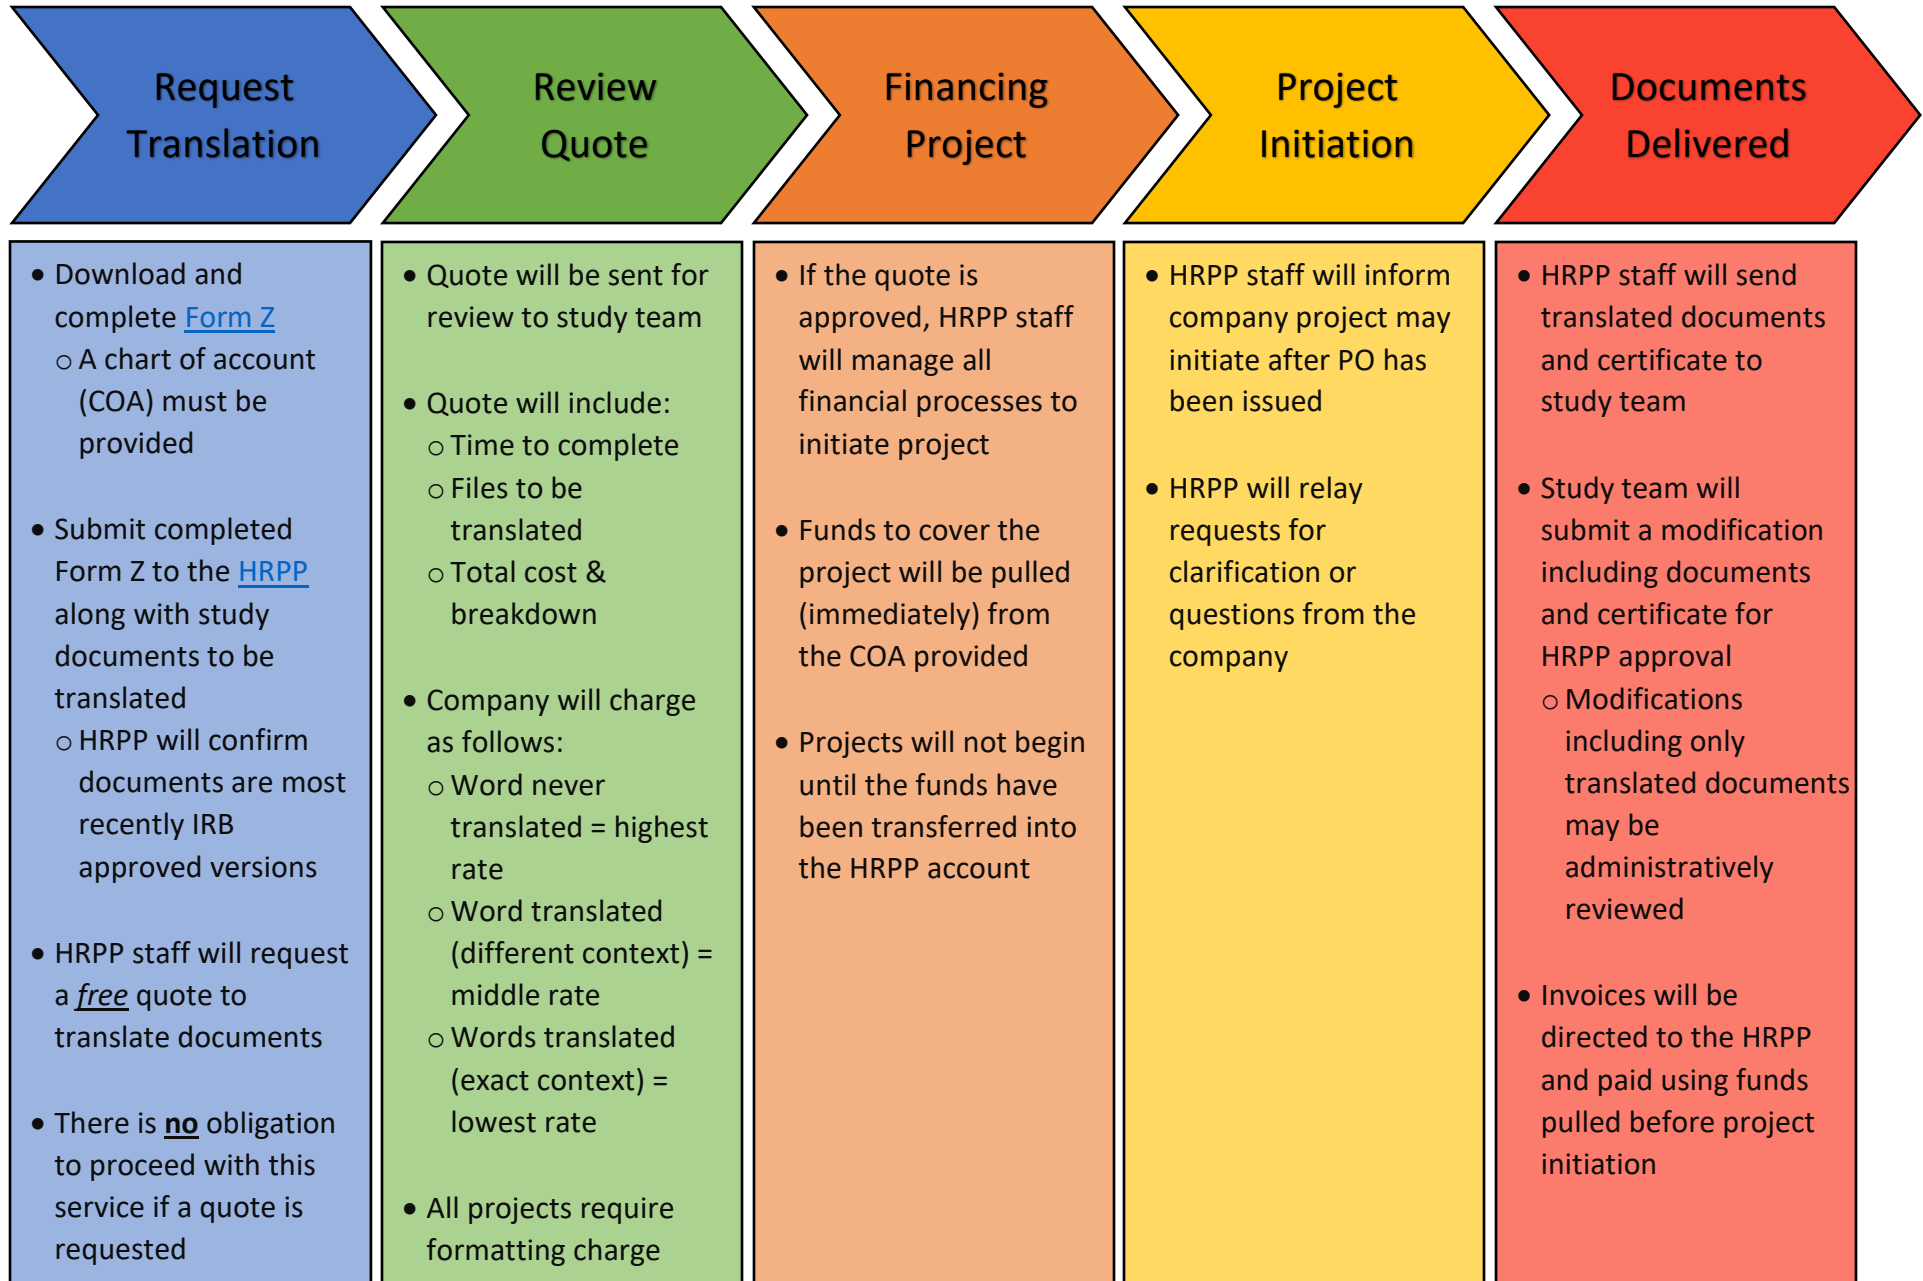 Request
Translation
Review
Quote
Financing
Project
Project
Initiation
Documents
Delivered
• Download and
complete Form Z
○ A chart of account
(COA) must be
provided
• Submit completed
Form Z to the HRPP
along with study
documents to be
translated
○ HRPP will confirm
documents are most
recently IRB
approved versions
• HRPP staff will request
a free quote to
translate documents
• There is no obligation
to proceed with this
service if a quote is
requested
• Quote will be sent for
review to study team
• Quote will include:
○ Time to complete
○ Files to be
translated
○ Total cost &
breakdown
• Company will charge
as follows:
○ Word never
translated = highest
rate
○ Word translated
(different context) =
middle rate
○ Words translated
(exact context) =
lowest rate
• All projects require
formatting charge
• If the quote is
approved, HRPP staff
will manage all
financial processes to
initiate project
• Funds to cover the
project will be pulled
(immediately) from
the COA provided
• Projects will not begin
until the funds have
been transferred into
the HRPP account
• HRPP staff will inform
company project may
initiate after PO has
been issued
• HRPP will relay
requests for
clarification or
questions from the
company
• HRPP staff will send
translated documents
and certificate to
study team
• Study team will
submit a modification
including documents
and certificate for
HRPP approval
○ Modifications
including only
translated documents
may be
administratively
reviewed
• Invoices will be
directed to the HRPP
and paid using funds
pulled before project
initiation